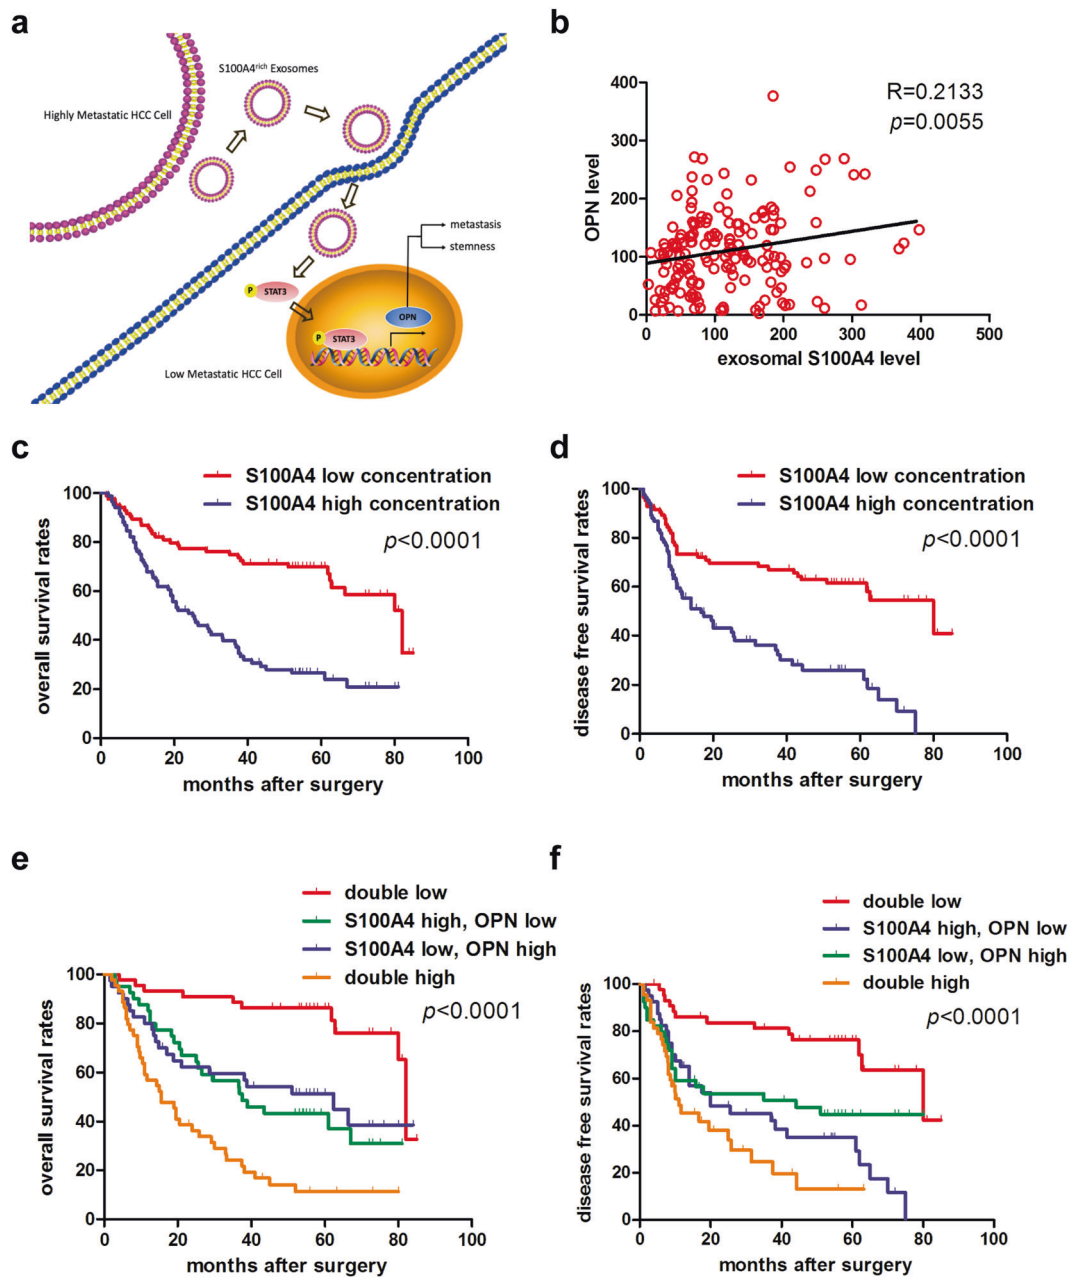 a
S100A4rich Exosomes
Highly Metastatic HCC Cell
metastasis
stemness
P STAT3
OPN
P STAT3
Low Metastatic HCC Cell
b
400
300
200
100
0
OPN level
R=0.2133
p=0.0055
0 100 200 300 400 500
exosomal S100A4 level
c
S100A4 low concentration
S100A4 high concentration
p<0.0001
100
80
60
40
20
0
overall survival rates
0 20 40 60 80 100
months after surgery
d
S100A4 low concentration
S100A4 high concentration
p<0.0001
100
80
60
40
20
0
disease free survival rates
0 20 40 60 80 100
months after surgery
e
double low
S100A4 high, OPN low
S100A4 low, OPN high
double high
p<0.0001
100
80
60
40
20
0
overall survival rates
0 20 40 60 80 100
months after surgery
f
double low
S100A4 high, OPN low
S100A4 low, OPN high
double high
p<0.0001
100
80
60
40
20
0
disease free survival rates
0 20 40 60 80 100
months after surgery